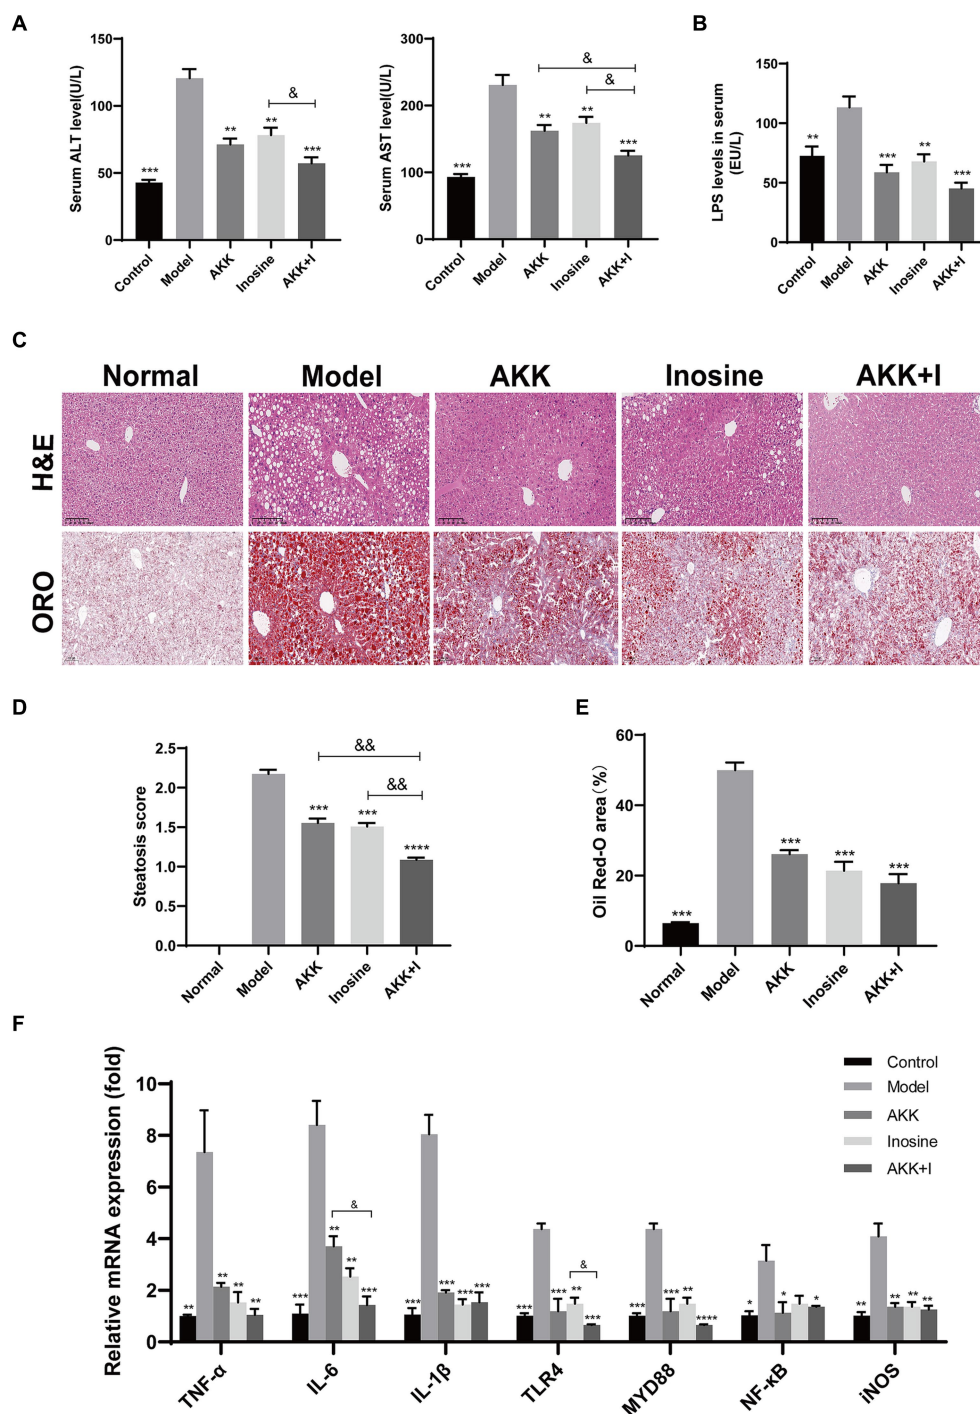 A
B
Serum ALT level(U/L)
150
100
50
0
**
**
&
***
***
Control
Model
AKK
Inosine
AKK+I
Serum AST level(U/L)
300
200
100
0
&
&
**
**
***
***
Control
Model
AKK
Inosine
AKK+I
LPS levels in serum
(EU/L)
150
100
50
0
**
***
**
***
Control
Model
AKK
Inosine
AKK+I
C
Normal
Model
AKK
Inosine
AKK+I
H&E
ORO
D
E
Steatosis score
2.5
2.0
1.5
1.0
0.5
0.0
&&
&&
***
***
****
Normal
Model
AKK
Inosine
AKK+I
Oil Red-O area(%)
60
40
20
0
***
***
***
***
Normal
Model
AKK
Inosine
AKK+I
F
Relative mRNA expression (fold)
10
8
6
4
2
0
Control
Model
AKK
Inosine
AKK+I
** ** ** **
*** ** ** *** &
*** *** *** ***
*** *** ** *** &
*** *** ** ****
* * *
** ** ** **
TNF-α
IL-6
IL-1β
TLR4
MYD88
NF-κB
iNOS